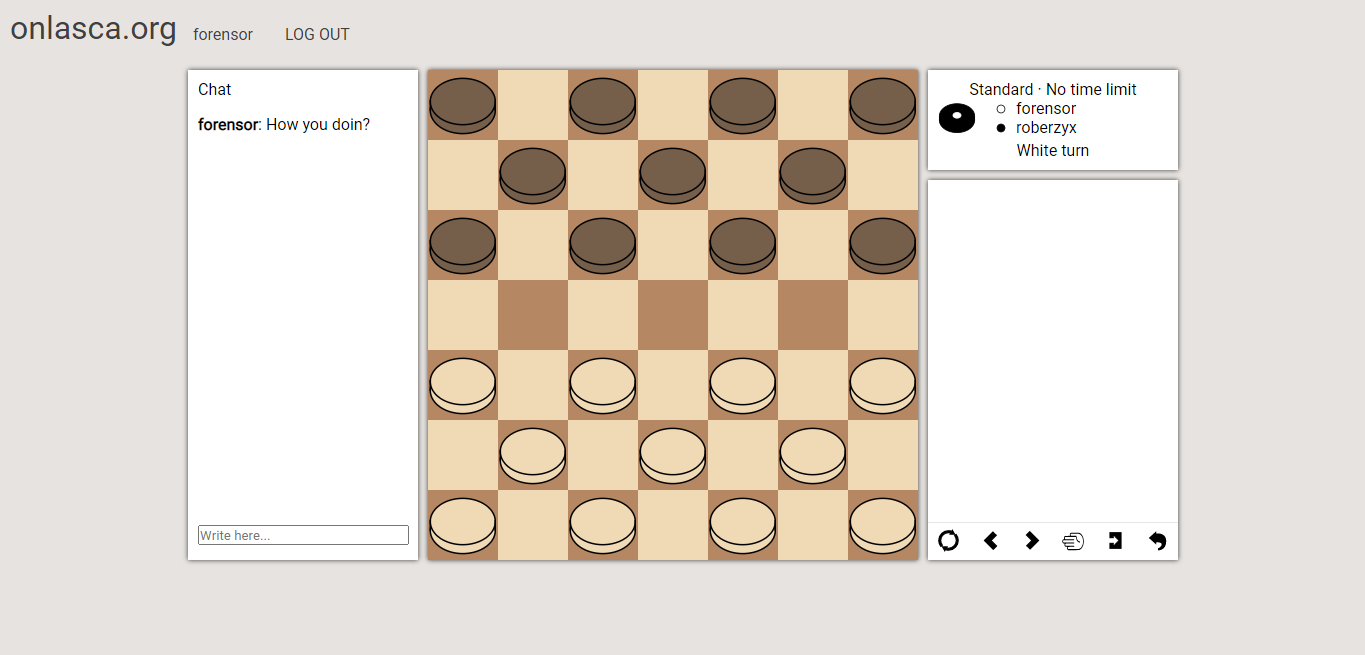 onlasca.org forensor LOG OUT
Chat
forensor: How you doin?
Write here...
Standard · No time limit
forensor
roberzyx
White turn